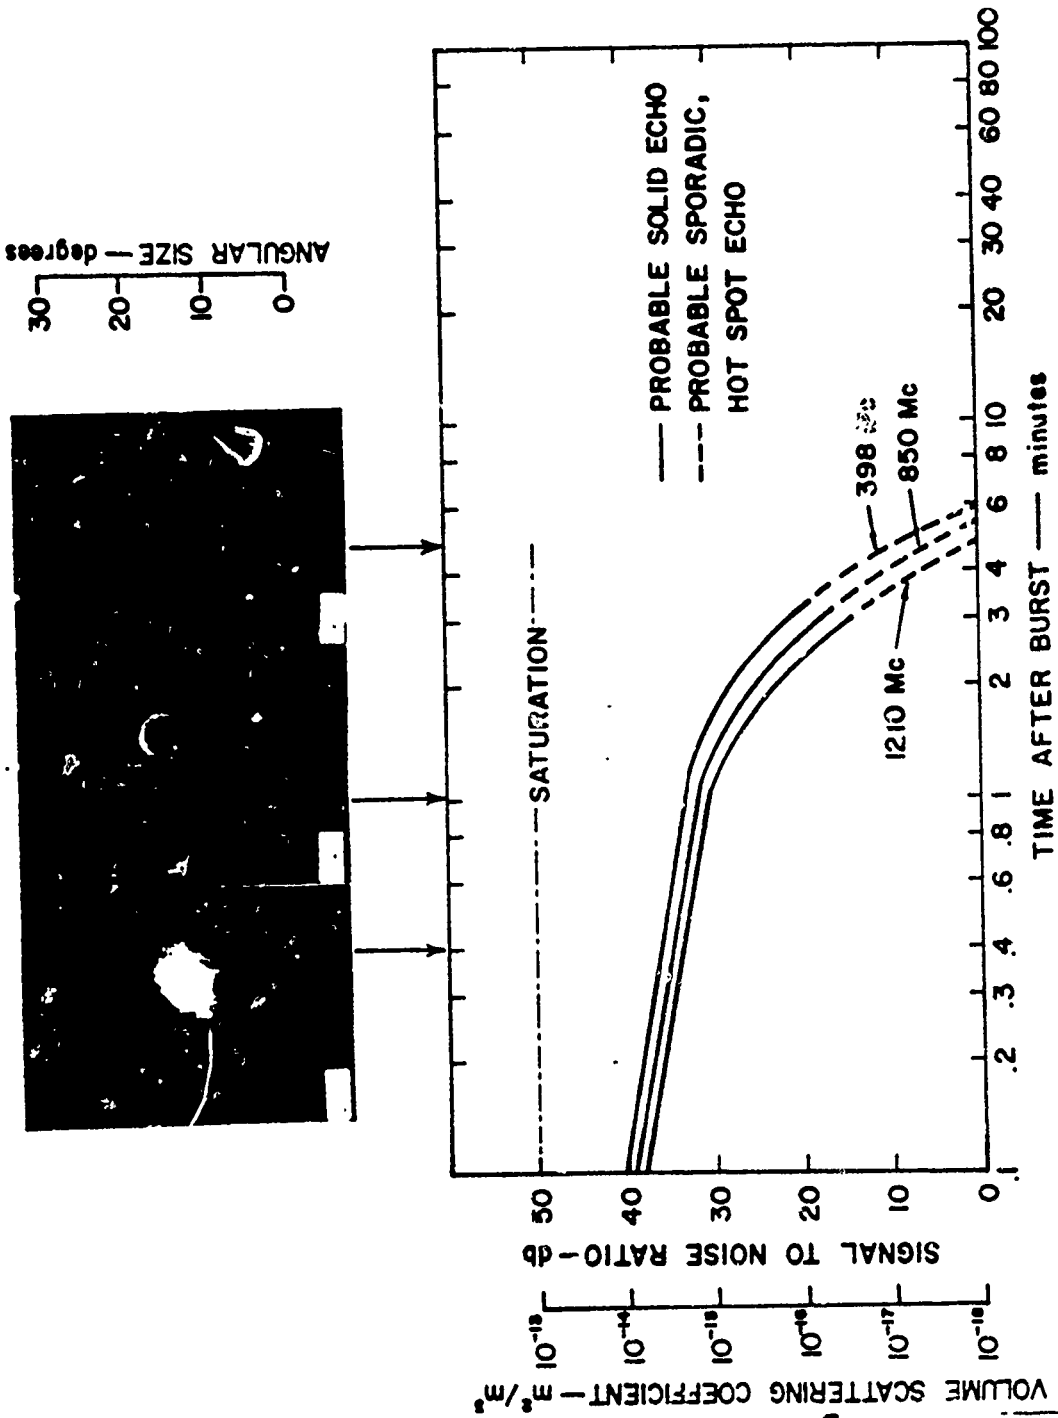 ANGULAR SIZE — degrees
30
20
10
0
SATURATION
— PROBABLE SOLID ECHO
--- PROBABLE SPORADIC,
HOT SPOT ECHO
398
850 Mc
1210 Mc
VOLUME SCATTERING COEFFICIENT — m²/m³
10⁻¹³
10⁻¹⁴
10⁻¹⁵
10⁻¹⁶
10⁻¹⁷
10⁻¹⁸
SIGNAL TO NOISE RATIO — db
50
40
30
20
10
0
.1 .2 .3 .4 .6 .8 1 2 3 4 6 8 10 20 30 40 60 80 100
TIME AFTER BURST — minutes